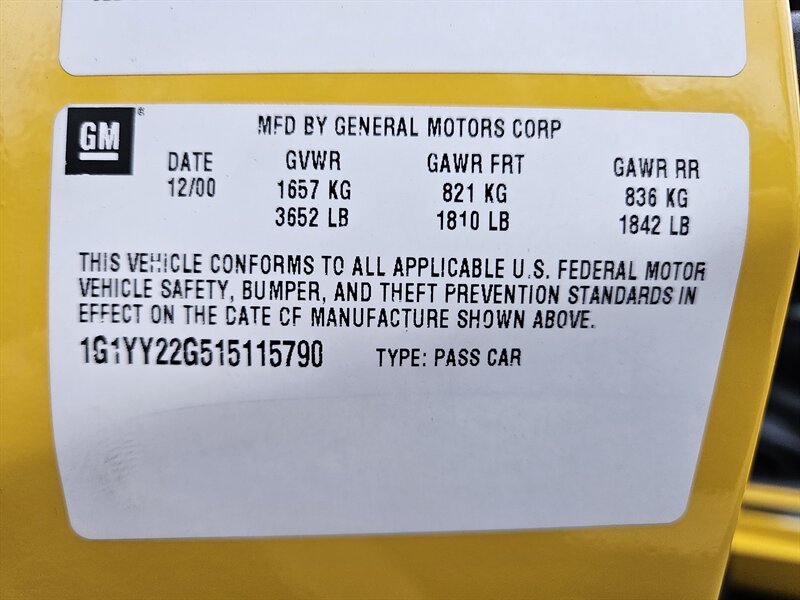 GM
MFD BY GENERAL MOTORS CORP
DATE GVWR GAWR FRT GAWR RR
12/00 1657 KG 821 KG 836 KG
3652 LB 1810 LB 1842 LB
THIS VEHICLE CONFORMS TO ALL APPLICABLE U.S. FEDERAL MOTOR
VEHICLE SAFETY, BUMPER, AND THEFT PREVENTION STANDARDS IN
EFFECT ON THE DATE OF MANUFACTURE SHOWN ABOVE.
1G1YY22G515115790 TYPE: PASS CAR